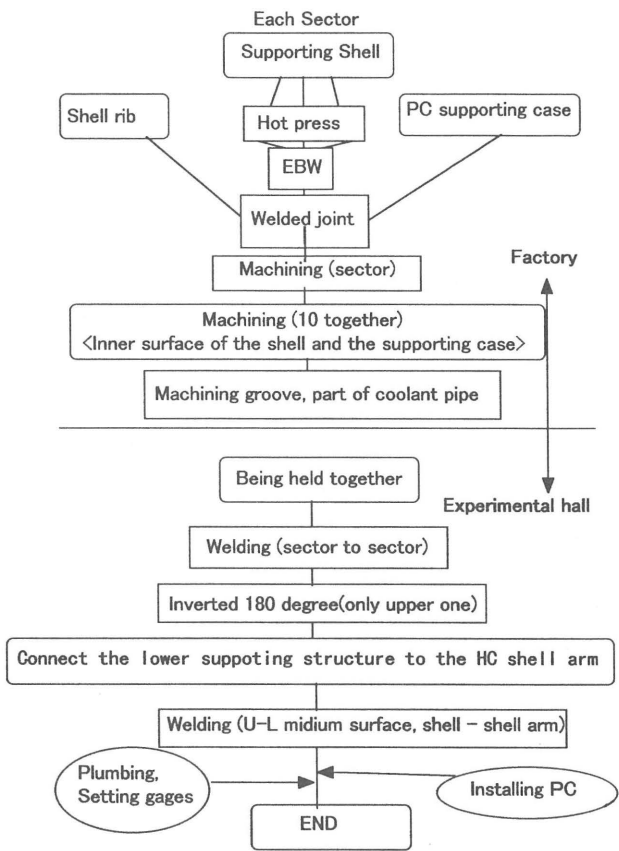 Each Sector
Supporting Shell
Shell rib
Hot press
PC supporting case
EBW
Welded joint
Machining (sector)
Factory
Machining (10 together)
<Inner surface of the shell and the supporting case>
Machining groove, part of coolant pipe
Being held together
Experimental hall
Welding (sector to sector)
Inverted 180 degree(only upper one)
Connect the lower suppoting structure to the HC shell arm
Welding (U-L midium surface, shell - shell arm)
Plumbing,
Setting gages
Installing PC
END